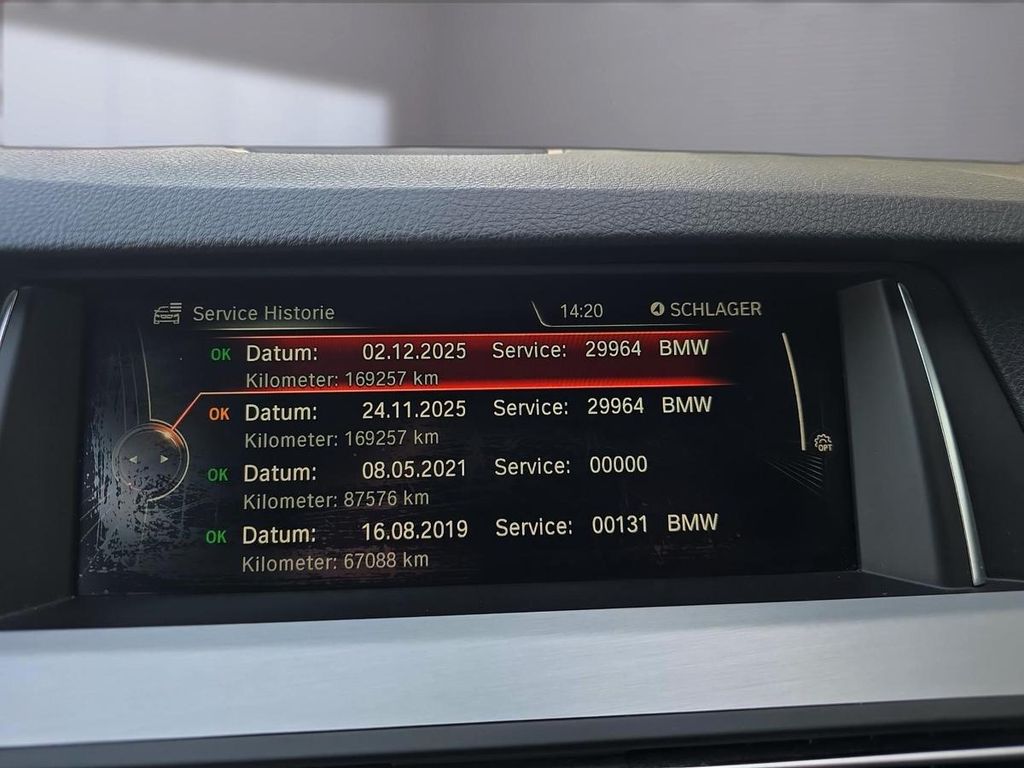 Service Historie 14:20 SCHLAGER
OK Datum: 02.12.2025 Service: 29964 BMW
Kilometer: 169257 km
OK Datum: 24.11.2025 Service: 29964 BMW
Kilometer: 169257 km
OK Datum: 08.05.2021 Service: 00000
Kilometer: 87576 km
OK Datum: 16.08.2019 Service: 00131 BMW
Kilometer: 67088 km
OPT